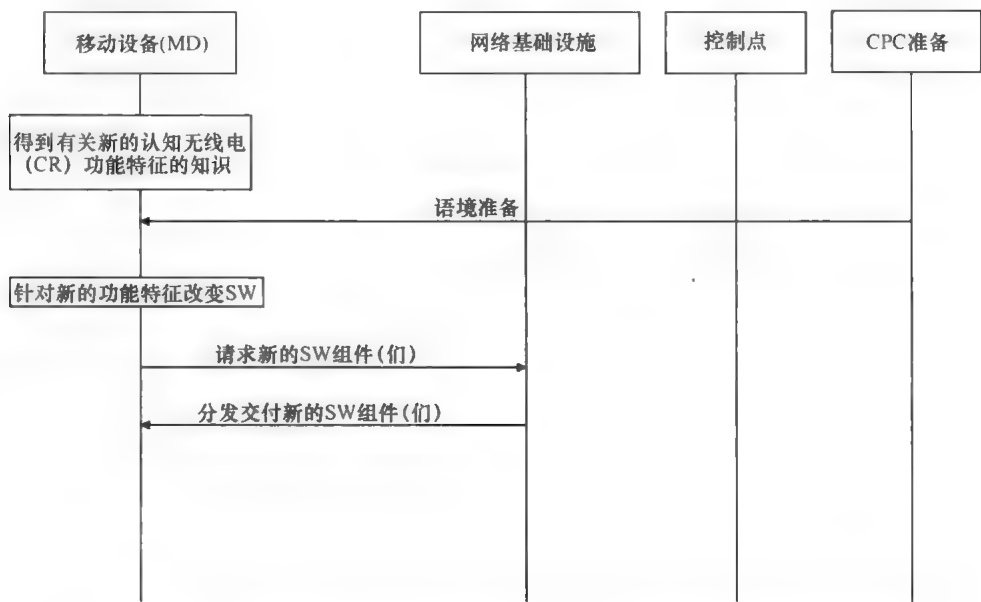 移动设备(MD)
网络基础设施
控制点
CPC准备
得到有关新的认知无线电
(CR) 功能特征的知识
语境准备
针对新的功能特征改变SW
请求新的SW组件(们)
分发交付新的SW组件(们)